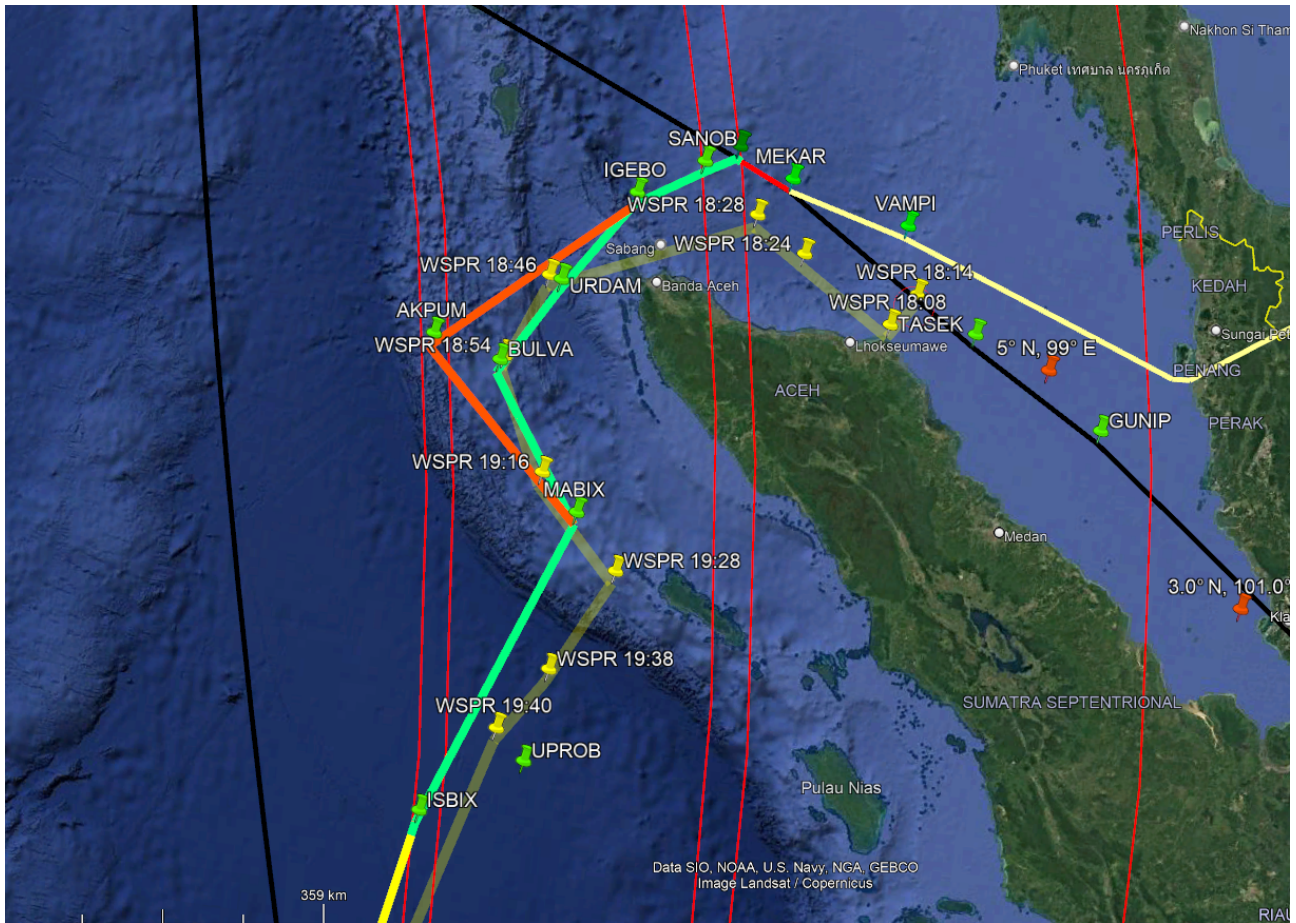 Nakhon Si Tham
Phuket เทศบาล นครภูเก็ต
SANOB
MEKAR
IGEBO
WSPR 18:28
VAMPI
PERLIS
WSPR 18:24
Sabang
WSPR 18:46
URDAM
Banda Aceh
WSPR 18:14
KEDAH
WSPR 18:08
AKPUM
TASEK
Sungai Pet
WSPR 18:54
BULVA
Lhokseumawe
5° N, 99° E
PENANG
ACEH
PERAK
GUNIP
WSPR 19:16
MABIX
Medan
WSPR 19:28
3.0° N, 101.0°
Kla
WSPR 19:38
WSPR 19:40
SUMATRA SEPTENTRIONAL
UPROB
Pulau Nias
ISBIX
Data SIO, NOAA, U.S. Navy, NGA, GEBCO
Image Landsat / Copernicus
359 km
RIAU